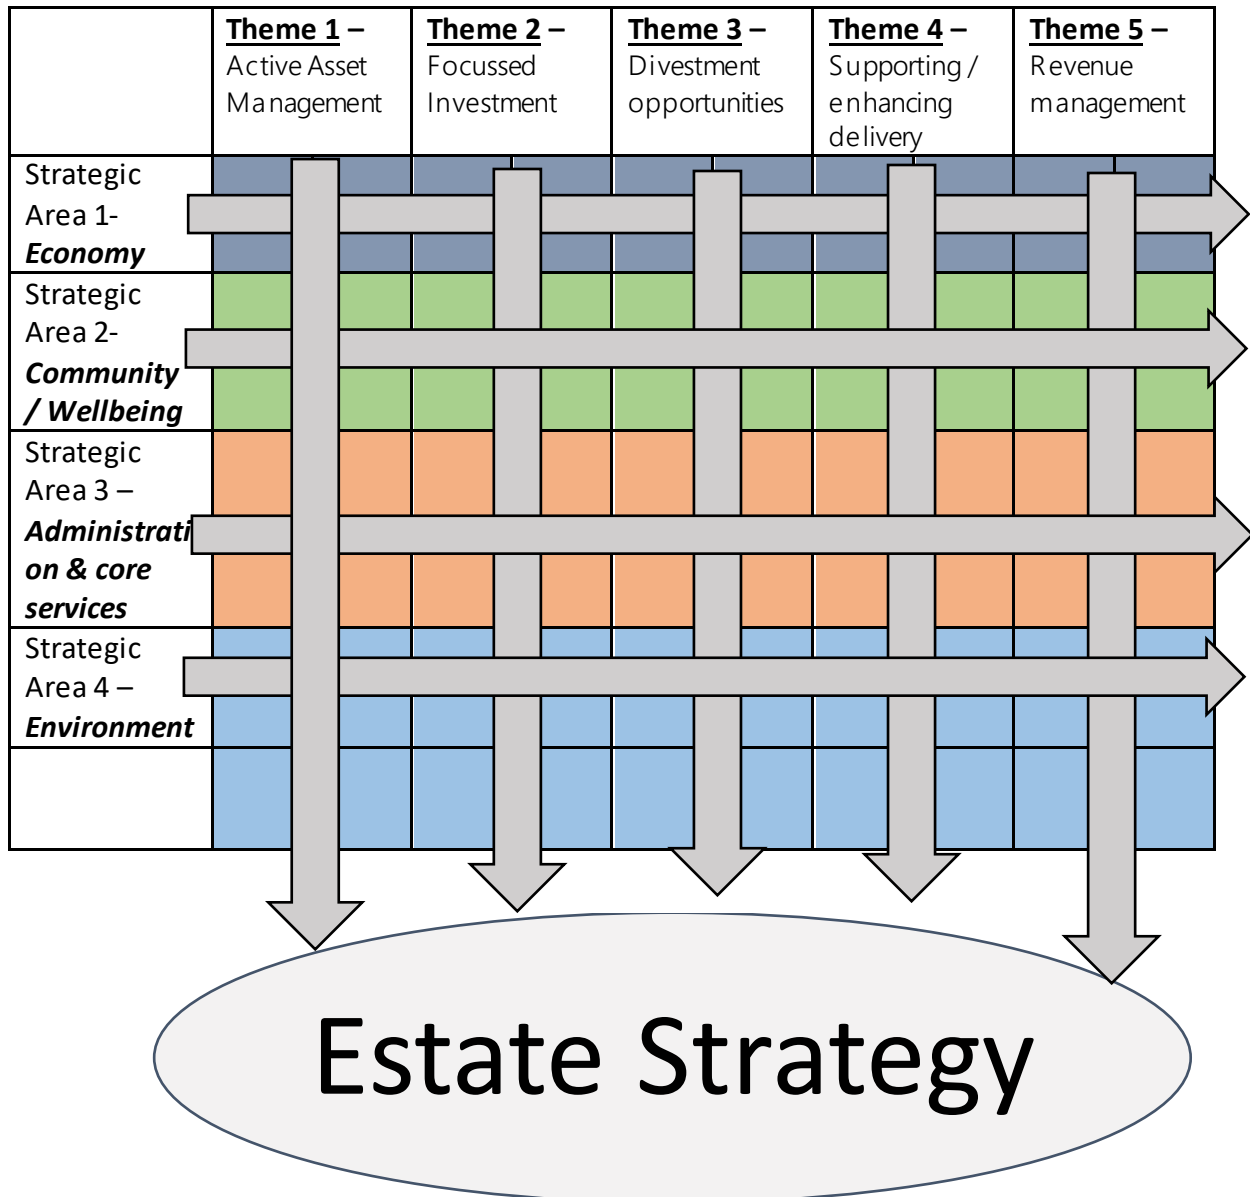 Theme 1 –
Active Asset
Management
Theme 2 –
Focussed
Investment
Theme 3 –
Divestment
opportunities
Theme 4 –
Supporting /
enhancing
delivery
Theme 5 –
Revenue
management
Strategic
Area 1-
Economy
Strategic
Area 2-
Community
/ Wellbeing
Strategic
Area 3 –
Administrati
on & core
services
Strategic
Area 4 –
Environment
Estate Strategy